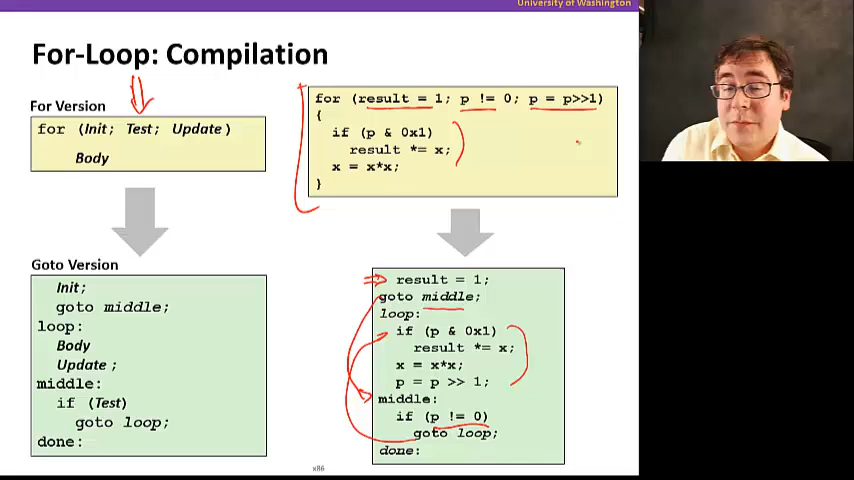 University of Washington
For-Loop: Compilation
For Version
for (Init; Test; Update )
Body
for (result = 1; p != 0; p = p>>1)
{
if (p & 0x1)
result *= x;
x = x*x;
}
Goto Version
Init;
goto middle;
loop:
Body
Update ;
middle:
if (Test)
goto loop;
done:
result = 1;
goto middle;
loop:
if (p & 0x1)
result *= x;
x = x*x;
p = p >> 1;
middle:
if (p != 0)
goto loop;
done:
x86